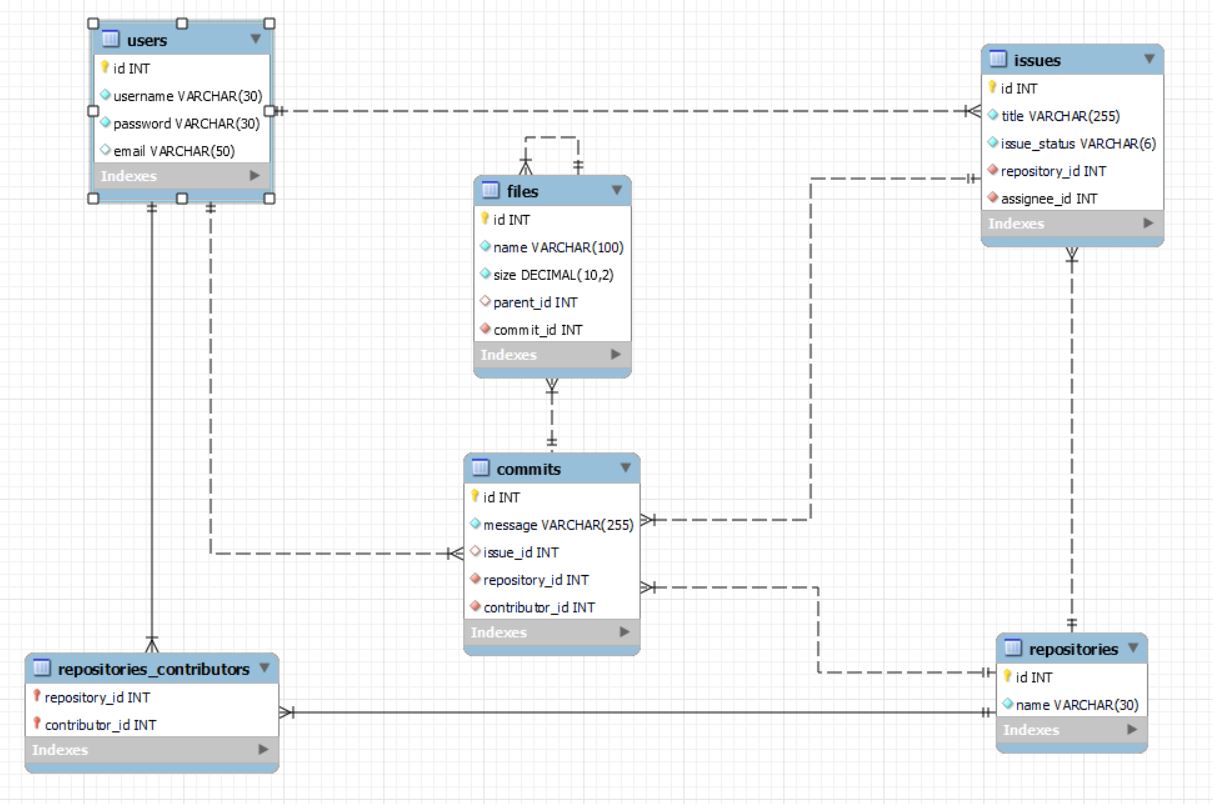 users
id INT
username VARCHAR(30)
password VARCHAR(30)
email VARCHAR(50)
Indexes
issues
id INT
title VARCHAR(255)
issue_status VARCHAR(6)
repository_id INT
assignee_id INT
Indexes
files
id INT
name VARCHAR(100)
size DECIMAL(10,2)
parent_id INT
commit_id INT
Indexes
commits
id INT
message VARCHAR(255)
issue_id INT
repository_id INT
contributor_id INT
Indexes
repositories_contributors
repository_id INT
contributor_id INT
Indexes
repositories
id INT
name VARCHAR(30)
Indexes